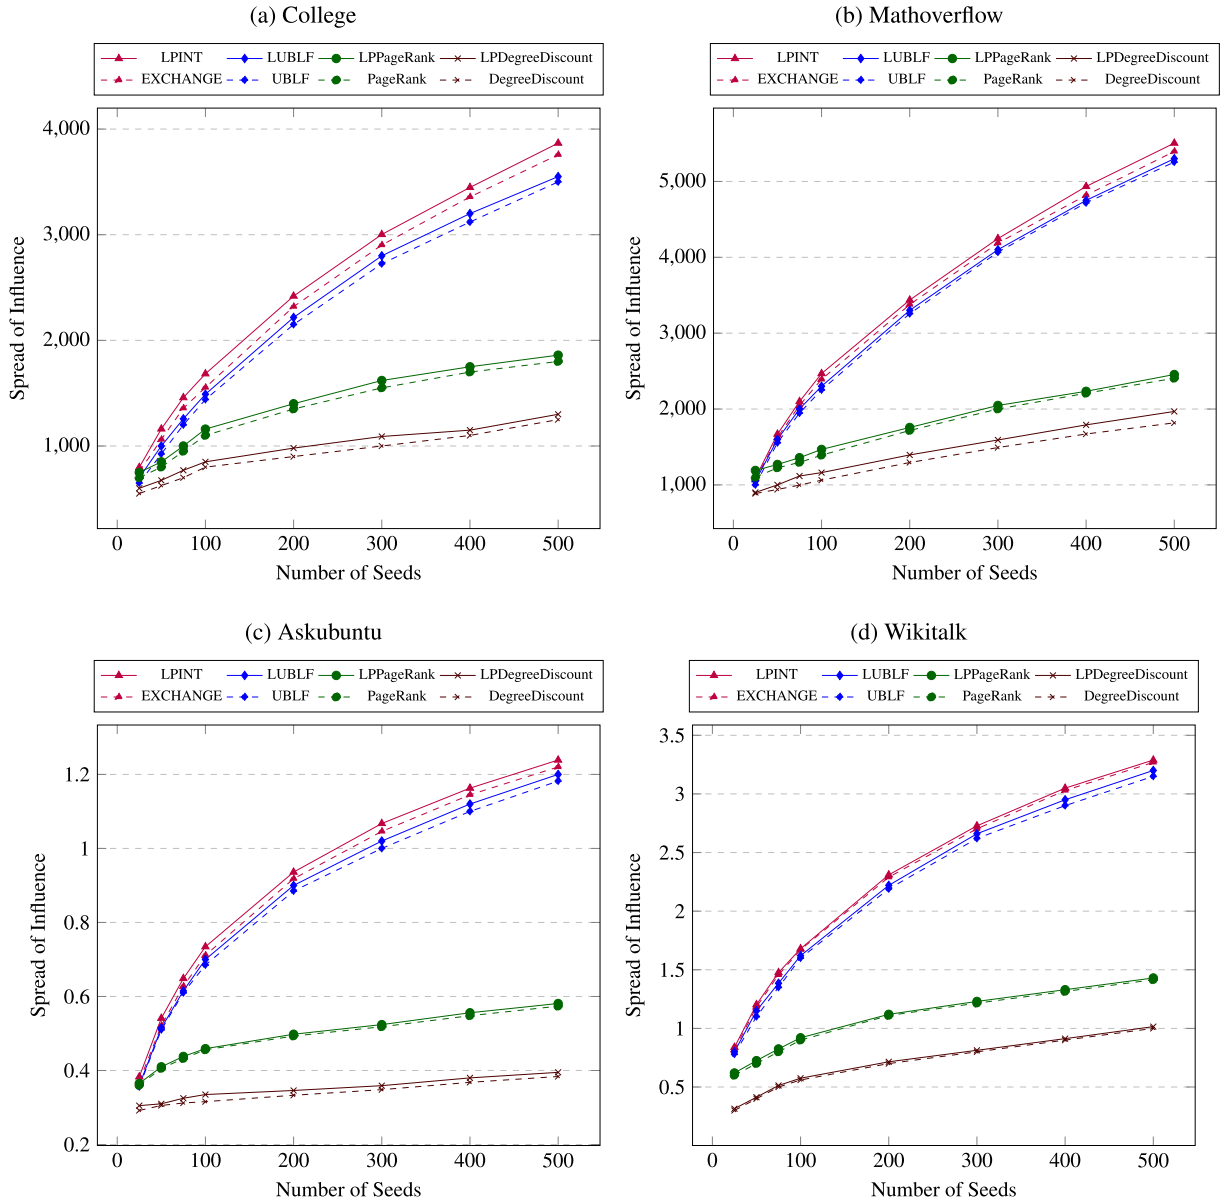 (a) College
LPINT LUBLF LPPageRank LPDegreeDiscount
EXCHANGE UBLF PageRank DegreeDiscount
4,000
3,000
2,000
1,000
Spread of Influence
0 100 200 300 400 500
Number of Seeds
(b) Mathoverflow
LPINT LUBLF LPPageRank LPDegreeDiscount
EXCHANGE UBLF PageRank DegreeDiscount
5,000
4,000
3,000
2,000
1,000
Spread of Influence
0 100 200 300 400 500
Number of Seeds
(c) Askubuntu
LPINT LUBLF LPPageRank LPDegreeDiscount
EXCHANGE UBLF PageRank DegreeDiscount
1.2
1
0.8
0.6
0.4
0.2
Spread of Influence
0 100 200 300 400 500
Number of Seeds
(d) Wikitalk
LPINT LUBLF LPPageRank LPDegreeDiscount
EXCHANGE UBLF PageRank DegreeDiscount
3.5
3
2.5
2
1.5
1
0.5
Spread of Influence
0 100 200 300 400 500
Number of Seeds